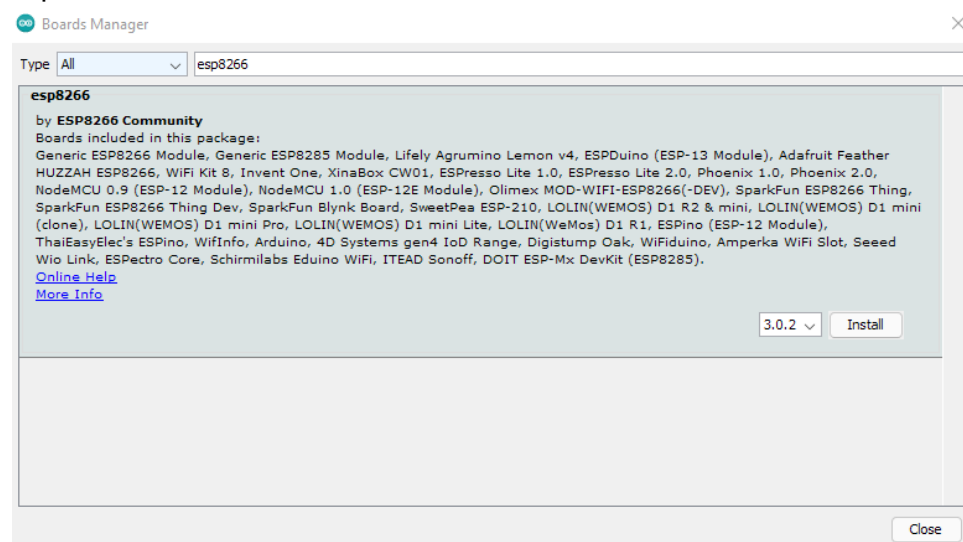 Boards Manager
Type All esp8266
esp8266
by ESP8266 Community
Boards included in this package:
Generic ESP8266 Module, Generic ESP8285 Module, Lifely Agrumino Lemon v4, ESPDuino (ESP-13 Module), Adafruit Feather
HUZZAH ESP8266, WiFi Kit 8, Invent One, XinaBox CW01, ESPresso Lite 1.0, ESPresso Lite 2.0, Phoenix 1.0, Phoenix 2.0,
NodeMCU 0.9 (ESP-12 Module), NodeMCU 1.0 (ESP-12E Module), Olimex MOD-WIFI-ESP8266(-DEV), SparkFun ESP8266 Thing,
SparkFun ESP8266 Thing Dev, SparkFun Blynk Board, SweetPea ESP-210, LOLIN(WEMOS) D1 R2 & mini, LOLIN(WEMOS) D1 mini
(clone), LOLIN(WEMOS) D1 mini Pro, LOLIN(WEMOS) D1 mini Lite, LOLIN(WeMos) D1 R1, ESPino (ESP-12 Module),
ThaiEasyElec's ESPino, WifInfo, Arduino, 4D Systems gen4 IoD Range, Digistump Oak, WiFiduino, Amperka WiFi Slot, Seeed
Wio Link, ESPectro Core, Schirmilabs Eduino WiFi, ITEAD Sonoff, DOIT ESP-Mx DevKit (ESP8285).
Online Help
More Info
3.0.2 Install
Close